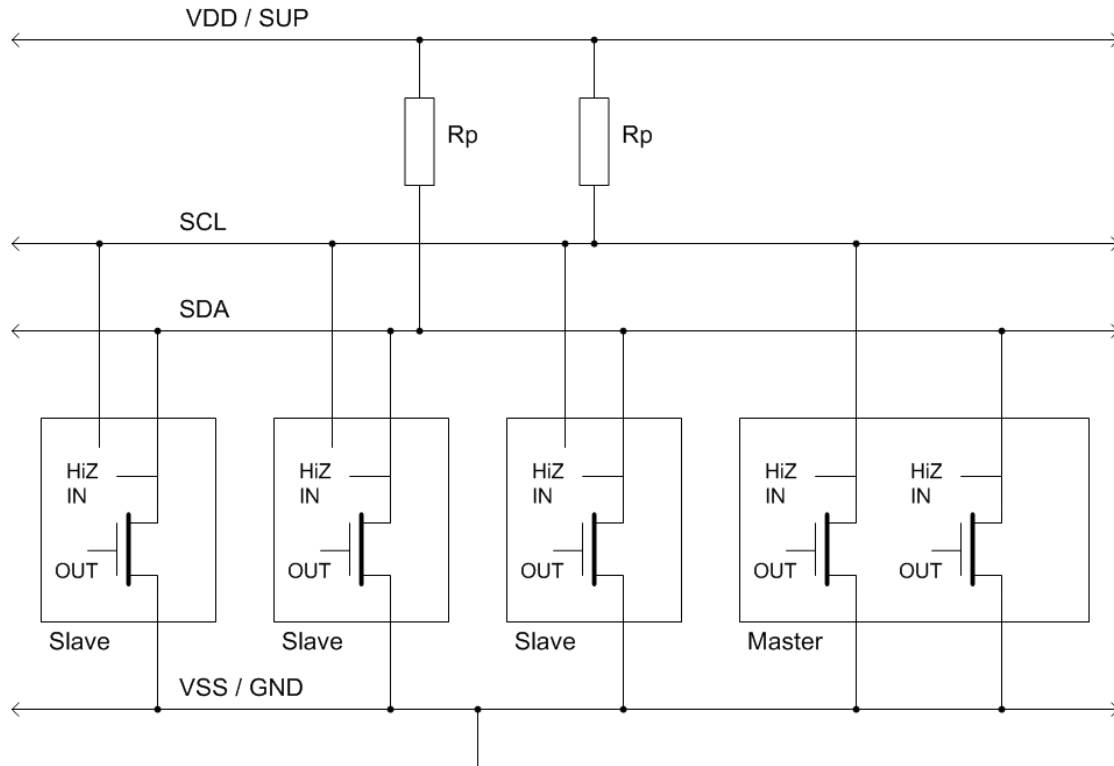 VDD / SUP
Rp
Rp
SCL
SDA
HiZ
IN
OUT
Slave
HiZ
IN
OUT
Slave
HiZ
IN
OUT
Slave
HiZ
IN
OUT
HiZ
IN
OUT
Master
VSS / GND